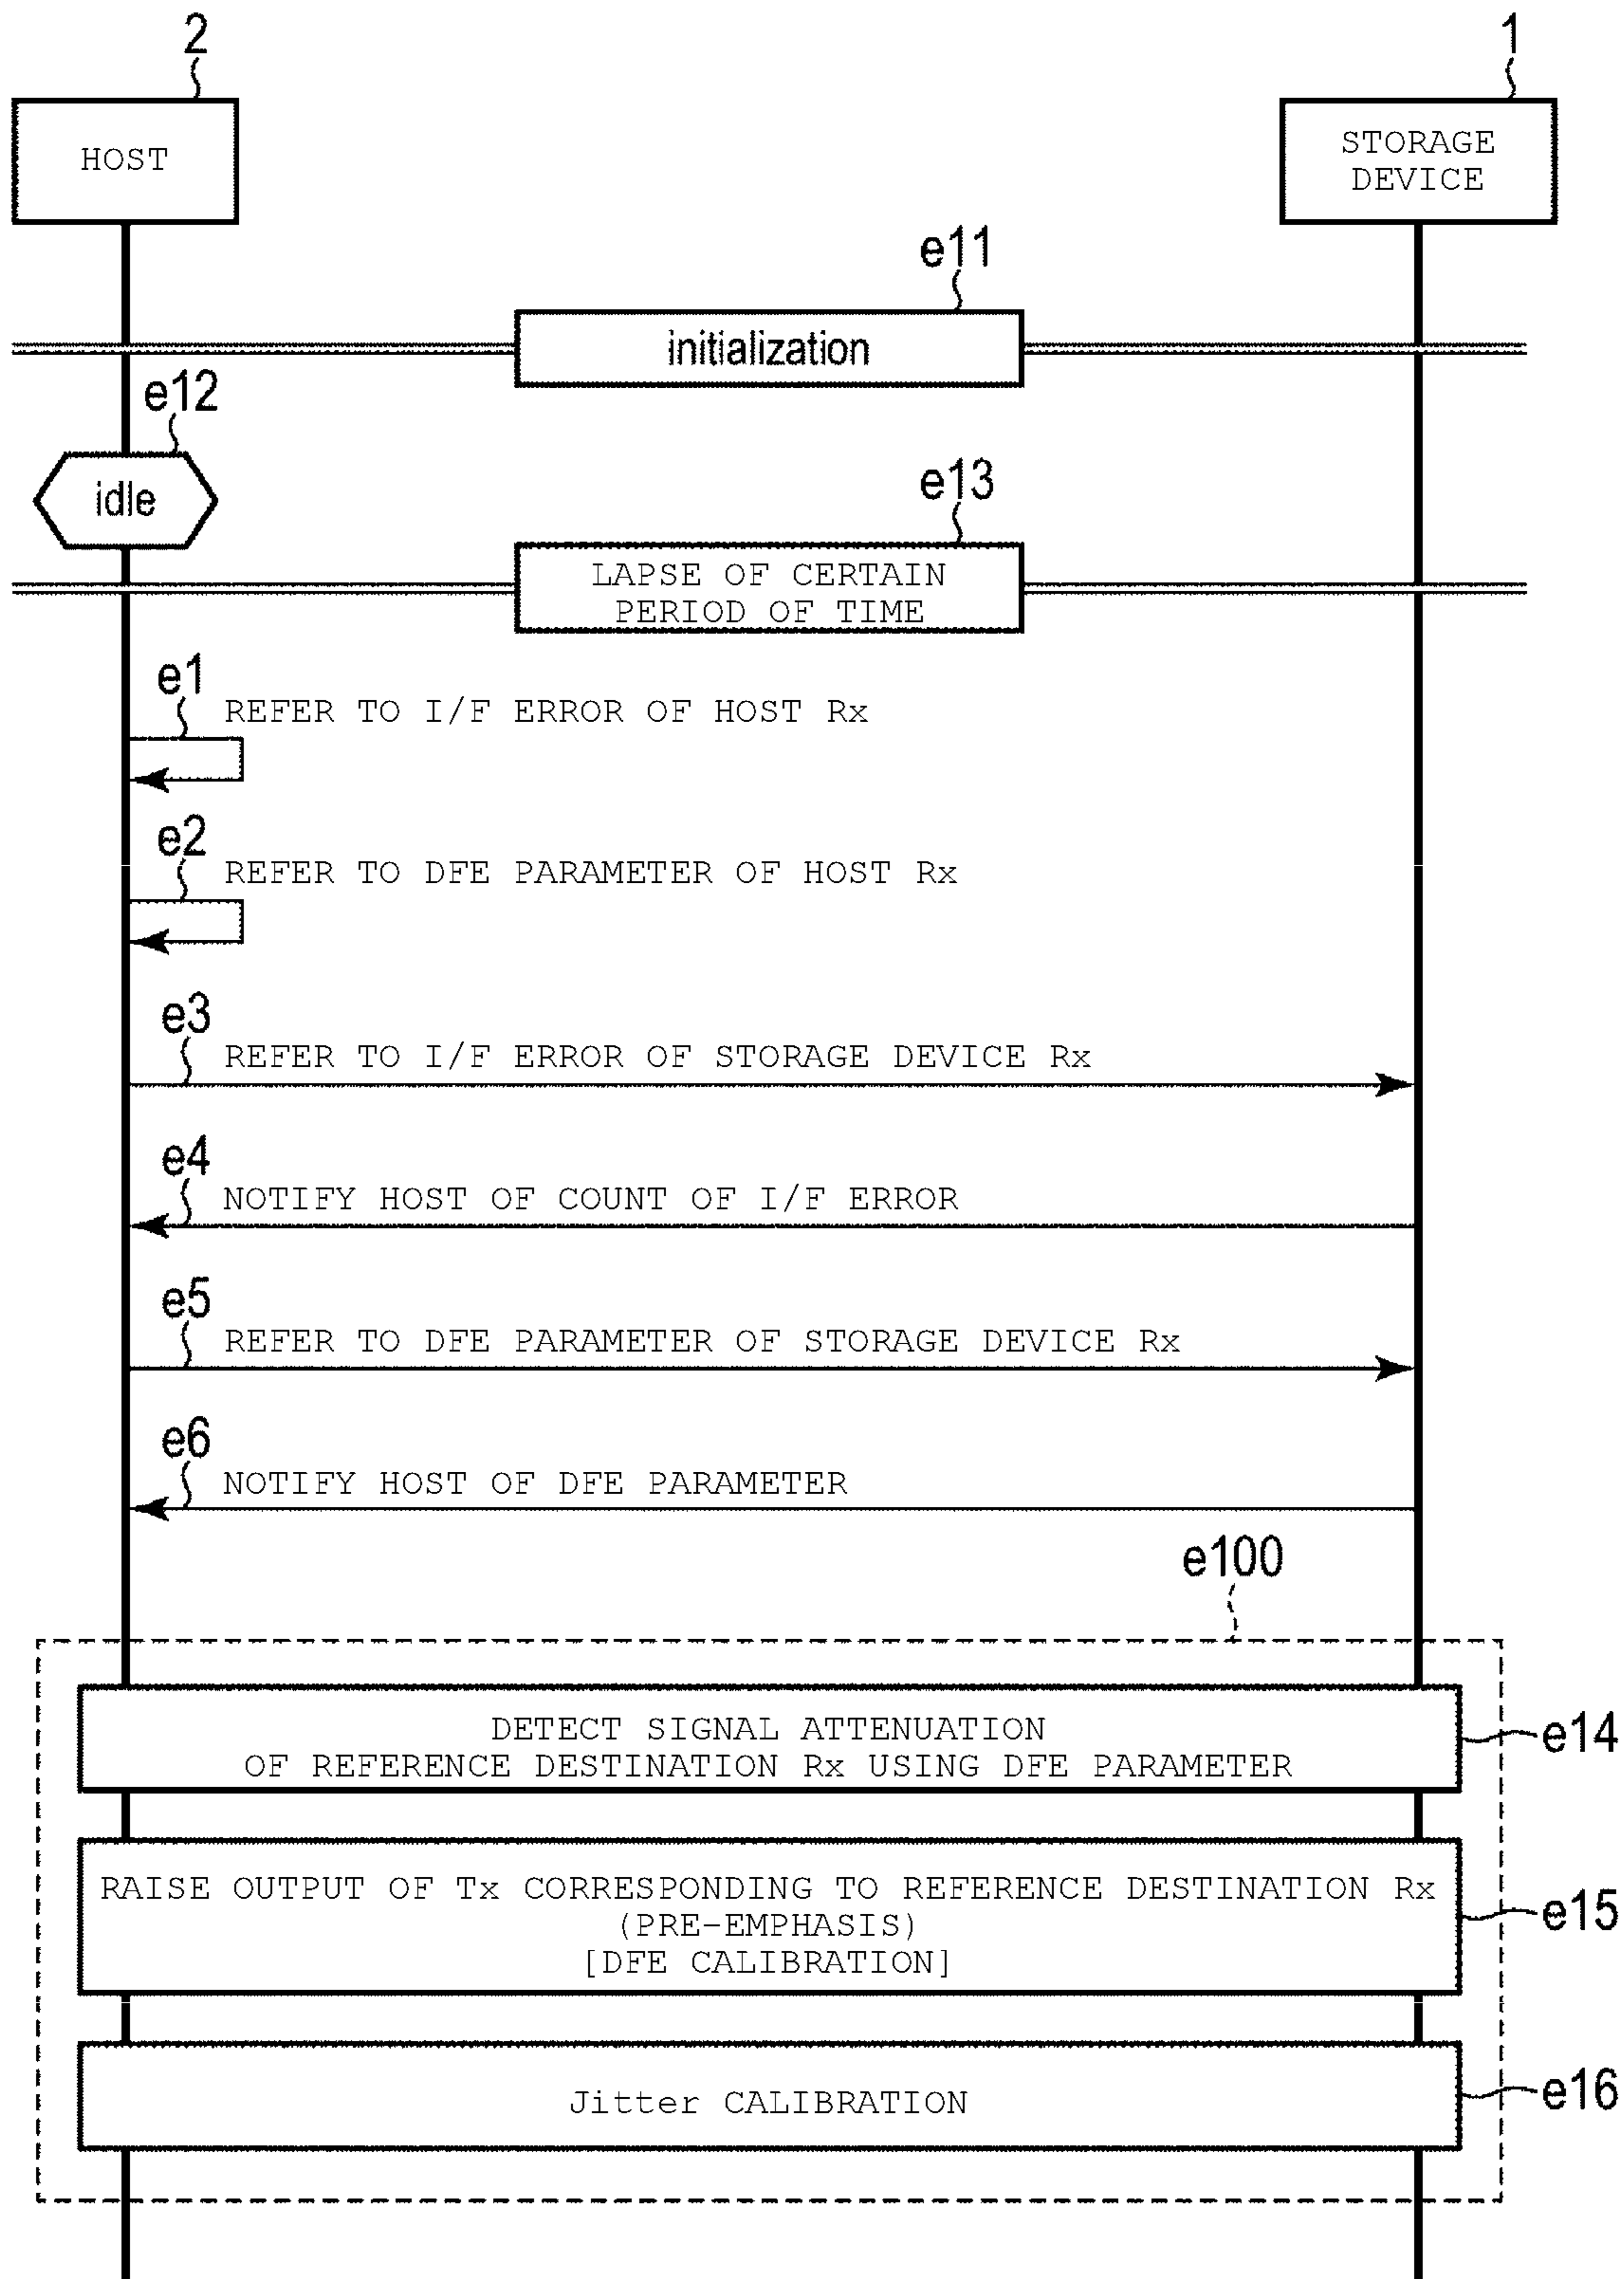 2
1
HOST
STORAGE
DEVICE
e11
initialization
e12
idle
e13
LAPSE OF CERTAIN
PERIOD OF TIME
e1
REFER TO I/F ERROR OF HOST Rx
e2
REFER TO DFE PARAMETER OF HOST Rx
e3
REFER TO I/F ERROR OF STORAGE DEVICE Rx
e4
NOTIFY HOST OF COUNT OF I/F ERROR
e5
REFER TO DFE PARAMETER OF STORAGE DEVICE Rx
e6
NOTIFY HOST OF DFE PARAMETER
e100
DETECT SIGNAL ATTENUATION
OF REFERENCE DESTINATION Rx USING DFE PARAMETER
e14
RAISE OUTPUT OF Tx CORRESPONDING TO REFERENCE DESTINATION Rx
(PRE-EMPHASIS)
[DFE CALIBRATION]
e15
Jitter CALIBRATION
e16